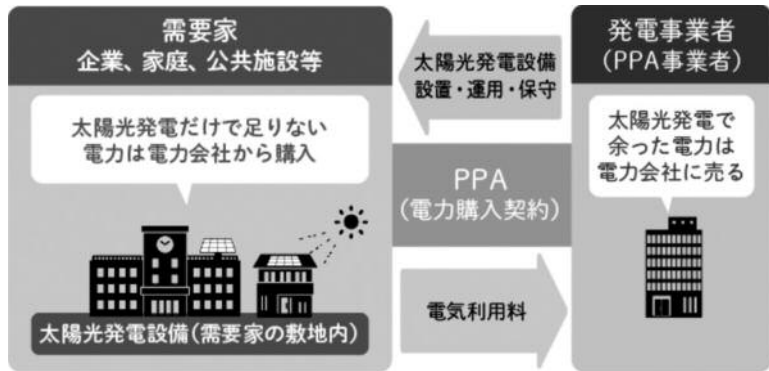 需要家
企業、家庭、公共施設等
太陽光発電だけで足りない
電力は電力会社から購入
太陽光発電設備(需要家の敷地内)
太陽光発電設備
設置・運用・保守
PPA
(電力購入契約)
電気利用料
発電事業者
(PPA事業者)
太陽光発電で
余った電力は
電力会社に売る